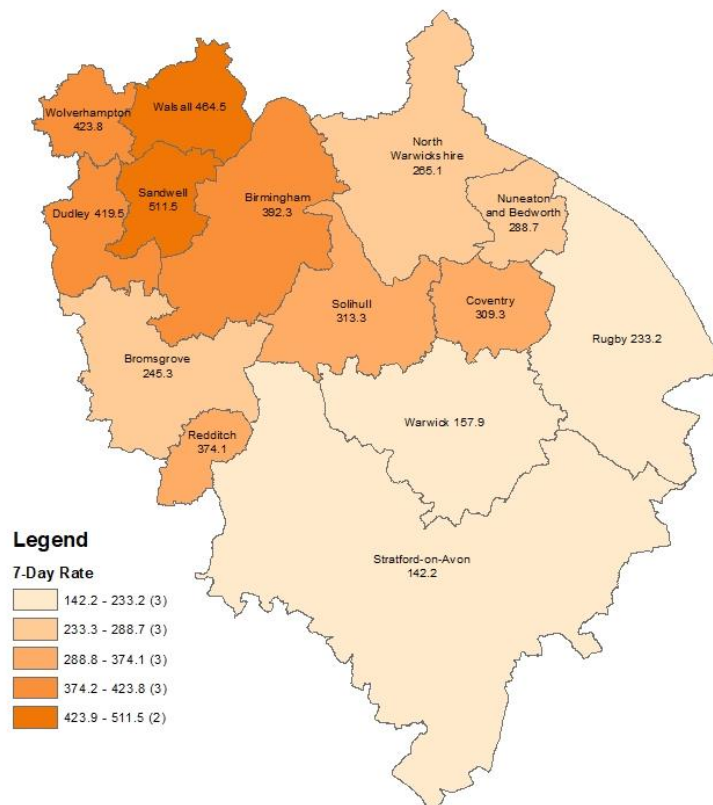 Wolverhampton
423.8
Walsall 464.5
North
Warwickshire
265.1
Sandwell
511.5
Birmingham
392.3
Dudley 419.5
Nuneaton
and Bedworth
288.7
Solihull
313.3
Coventry
309.3
Rugby 233.2
Bromsgrove
245.3
Warwick 157.9
Redditch
374.1
Stratford-on-Avon
142.2
Legend
7-Day Rate
142.2 - 233.2 (3)
233.3 - 288.7 (3)
288.8 - 374.1 (3)
374.2 - 423.8 (3)
423.9 - 511.5 (2)